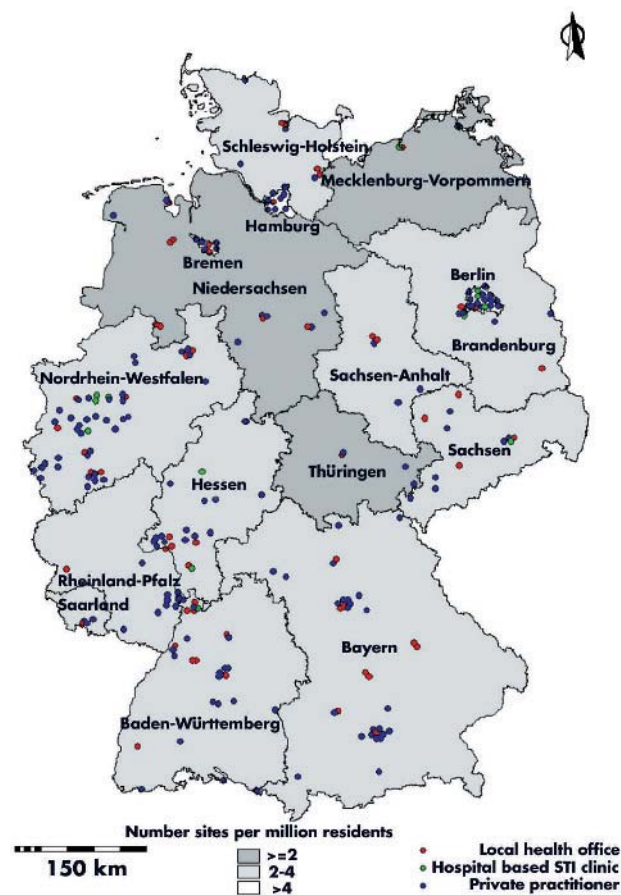 Schleswig-Holstein
Mecklenburg-Vorpommern
Hamburg
Bremen
Niedersachsen
Berlin
Brandenburg
Nordrhein-Westfalen
Sachsen-Anhalt
Sachsen
Hessen
Thüringen
Rheinland-Pfalz
Saarland
Bayern
Baden-Württemberg
150 km
Number sites per million residents
>=2
2-4
>4
Local health office
Hospital based STI clinic
Private practitioner